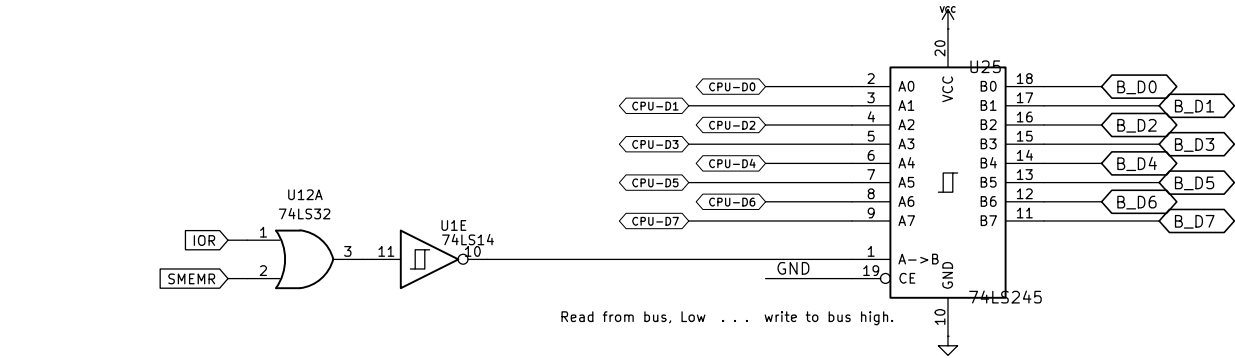 VCC
20
U25
CPU-D0 2 A0 VCC B0 18 B_D0
CPU-D1 3 A1 B1 17 B_D1
CPU-D2 4 A2 B2 16 B_D2
CPU-D3 5 A3 B3 15 B_D3
CPU-D4 6 A4 B4 14 B_D4
CPU-D5 7 A5 B5 13 B_D5
CPU-D6 8 A6 B6 12 B_D6
CPU-D7 9 A7 B7 11 B_D7
U12A
74LS32
U1E
74LS14
IOR 1
3 11 10 1 A->B
SMEMR 2 GND 19 CE GND
74LS245
Read from bus, Low ... write to bus high.
10